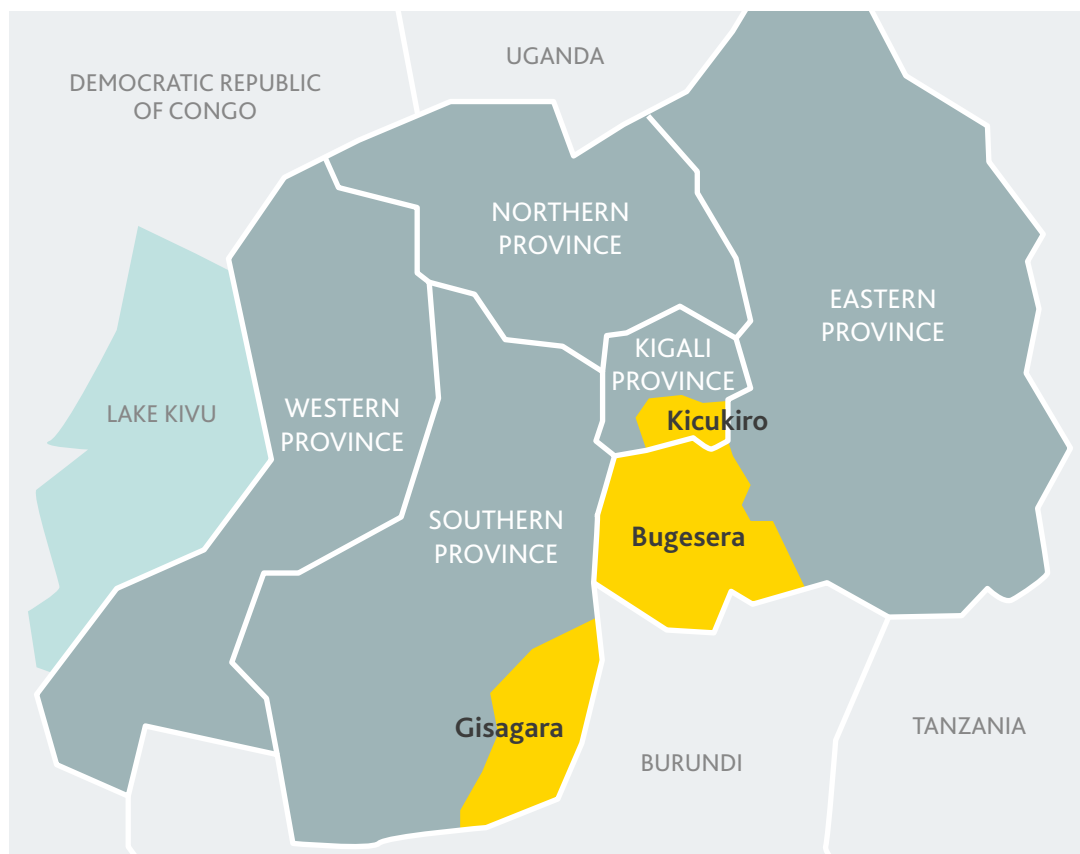 UGANDA
DEMOCRATIC REPUBLIC
OF CONGO
NORTHERN
PROVINCE
EASTERN
PROVINCE
KIGALI
PROVINCE
LAKE KIVU
WESTERN
PROVINCE
Kicukiro
SOUTHERN
PROVINCE
Bugesera
Gisagara
BURUNDI
TANZANIA